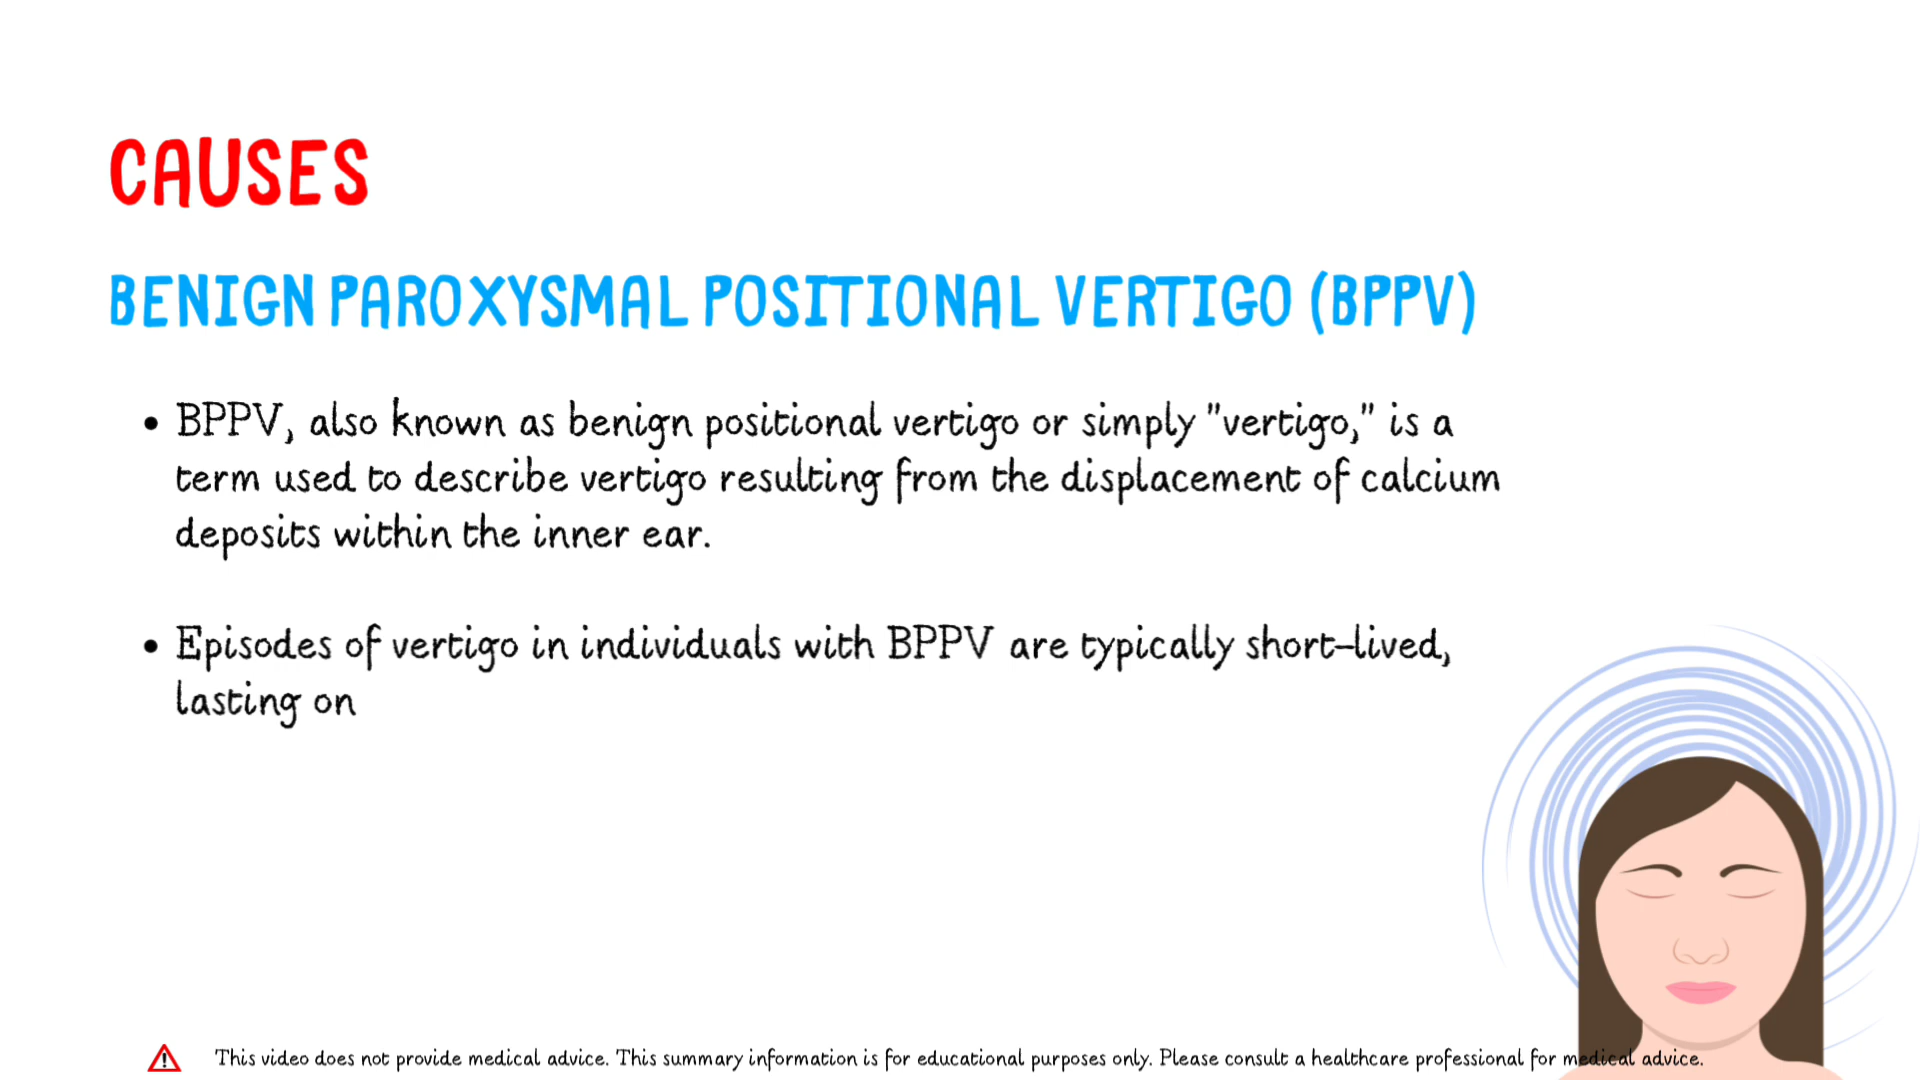 CAUSES
BENIGN PAROXYSMAL POSITIONAL VERTIGO (BPPV)
• BPPV, also known as benign positional vertigo or simply "vertigo," is a
term used to describe vertigo resulting from the displacement of calcium
deposits within the inner ear.
• Episodes of vertigo in individuals with BPPV are typically short-lived,
lasting on
This video does not provide medical advice. This summary information is for educational purposes only. Please consult a healthcare professional for medical advice.